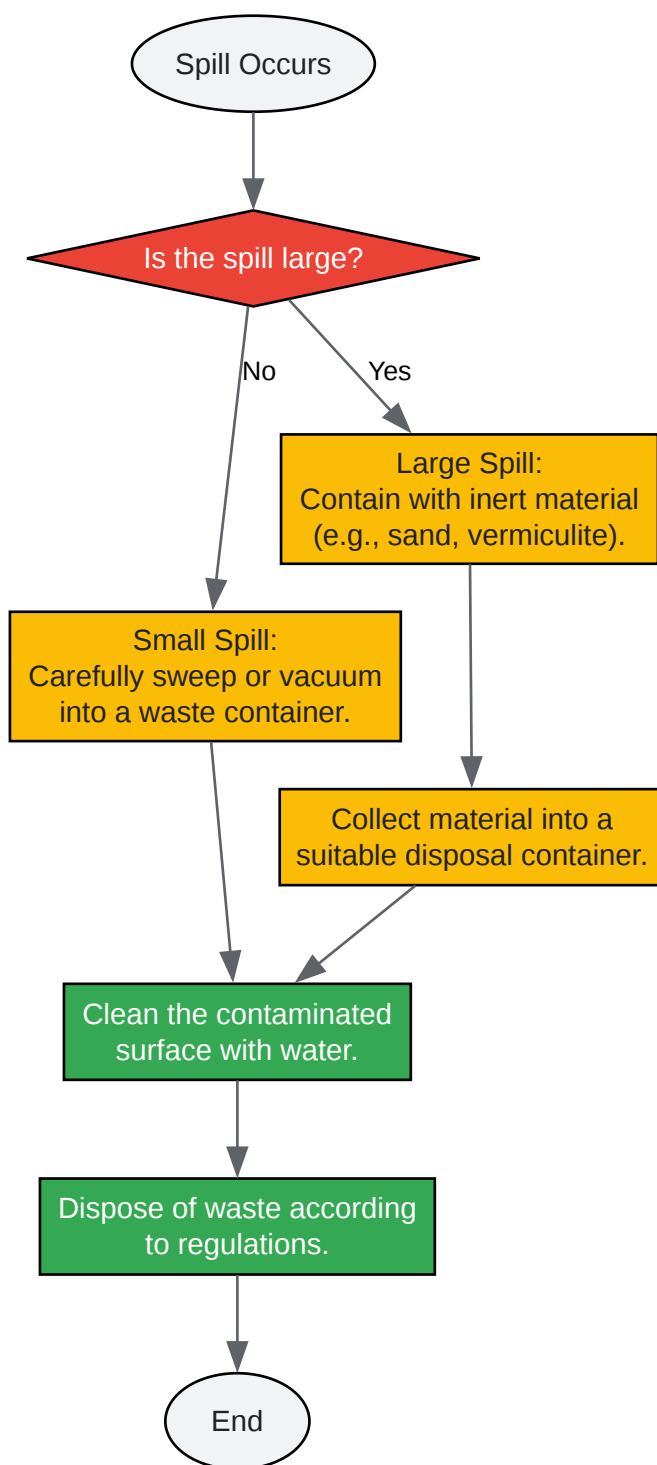 Spill Occurs
Is the spill large?
No
Yes
Large Spill:
Contain with inert material
(e.g., sand, vermiculite).
Small Spill:
Carefully sweep or vacuum
into a waste container.
Collect material into a
suitable disposal container.
Clean the contaminated
surface with water.
Dispose of waste according
to regulations.
End